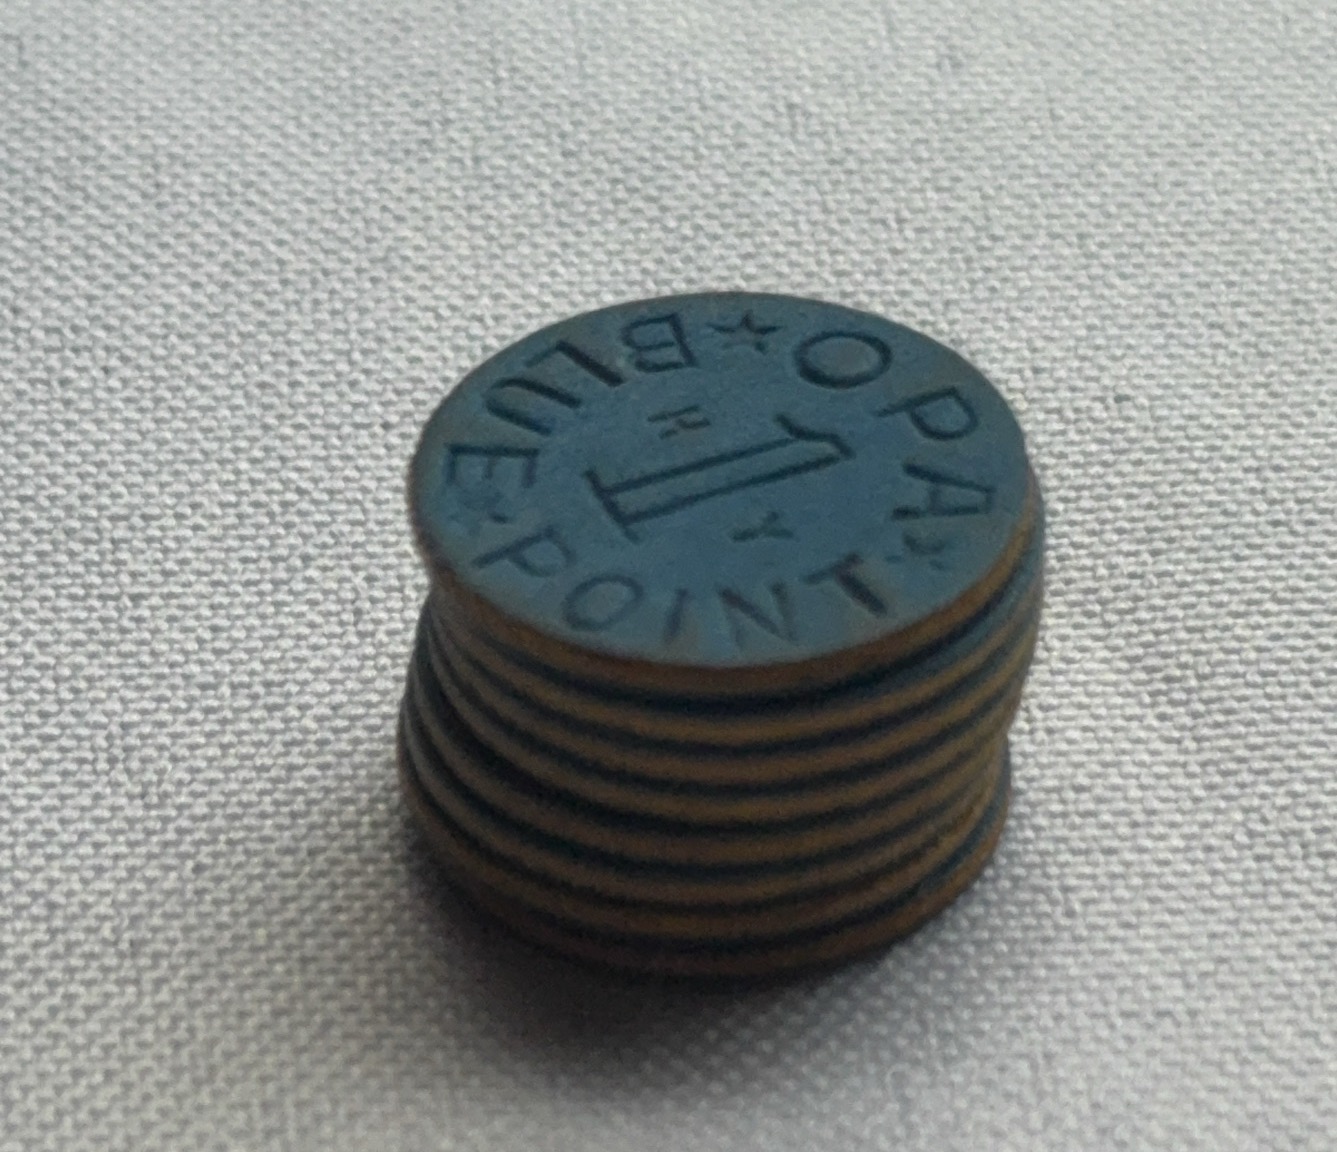 OPA
BLUE
POINT
H 1 Y